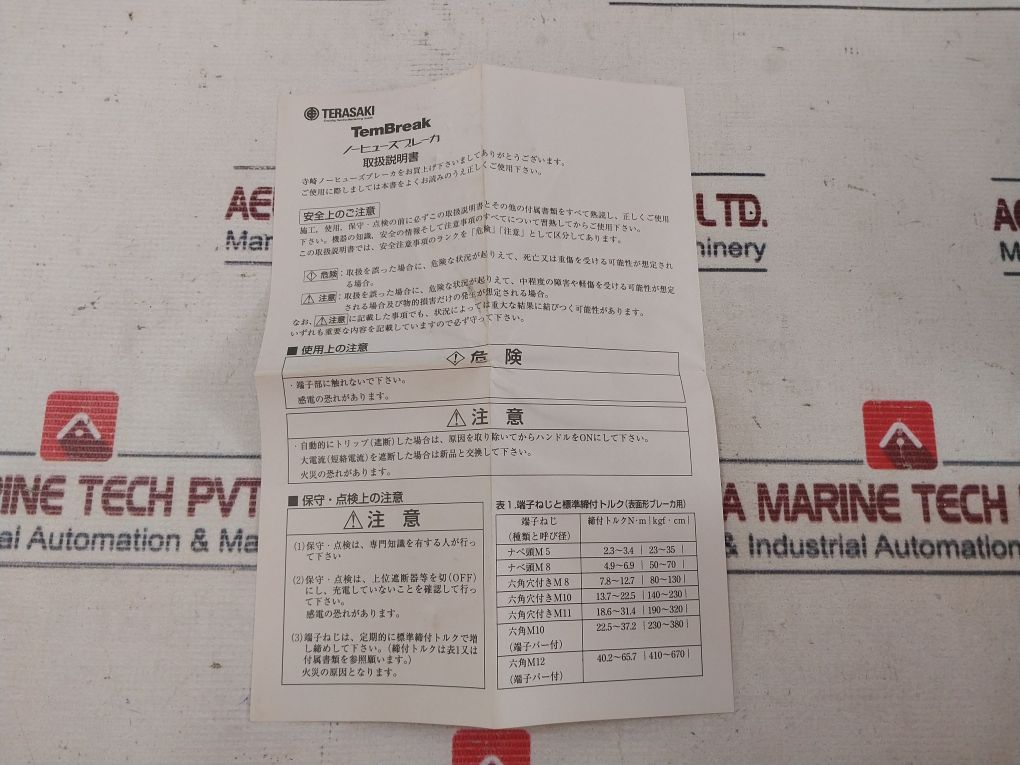 TERASAKI
TemBreak
ノーヒューズブレーカ
取扱説明書
寺崎ノーヒューズブレーカをお買上げ下さいましてありがとうございます。
ご使用に際しましては本書をよくお読みのうえ正しくご使用下さい。
安全上のご注意
施工，使用，保守・点検の前に必ずこの取扱説明書とその他の付属書類をすべて熟読し、正しくご使用
下さい。機器の知識，安全の情報そして注意事項のすべてについて習熟してからご使用下さい。
この取扱説明書では、安全注意事項のランクを「危険」「注意」として区分してあります。
危険：取扱を誤った場合に、危険な状況が起りえて、死亡又は重傷を受ける可能性が想定され
る場合。
注意：取扱を誤った場合に、危険な状況が起りえて、中程度の障害や軽傷を受ける可能性が想定
される場合及び物的損害だけの発生が想定される場合。
なお、注意に記載した事項でも、状況によっては重大な結果に結びつく可能性があります。
いずれも重要な内容を記載していますので必ず守って下さい。
■ 使用上の注意
危 険
・端子部に触れないで下さい。
感電の恐れがあります。
注 意
・自動的にトリップ（遮断）した場合は、原因を取り除いてからハンドルをONにして下さい。
大電流（短絡電流）を遮断した場合は新品と交換して下さい。
火災の恐れがあります。
■ 保守・点検上の注意
注 意
(1)保守・点検は、専門知識を有する人が行っ
て下さい
(2)保守・点検は、上位遮断器等を切(OFF)
にし、充電していないことを確認して行っ
て下さい。
感電の恐れがあります。
(3)端子ねじは、定期的に標準締付トルクで増
し締めして下さい。（締付トルクは表1又は
付属書類を参照願います。）
火災の原因となります。
表1.端子ねじと標準締付トルク（表面形ブレーカ用）
端子ねじ 締付トルクN・m｜kgf・cm｜
（種類と呼び径）
ナベ頭M5 2.3～3.4｜23～35｜
ナベ頭M8 4.9～6.9｜50～70｜
六角穴付きM8 7.8～12.7｜80～130｜
六角穴付きM10 13.7～22.5｜140～230｜
六角穴付きM11 18.6～31.4｜190～320｜
六角M10 22.5～37.2｜230～380｜
（端子バー付）
六角M12 40.2～65.7｜410～670｜
（端子バー付）
AE
Mar
LTD.
hinery
AE
M
RINE TECH PVT
al Automation & Ma
A MARINE TECH
& Industrial Automation